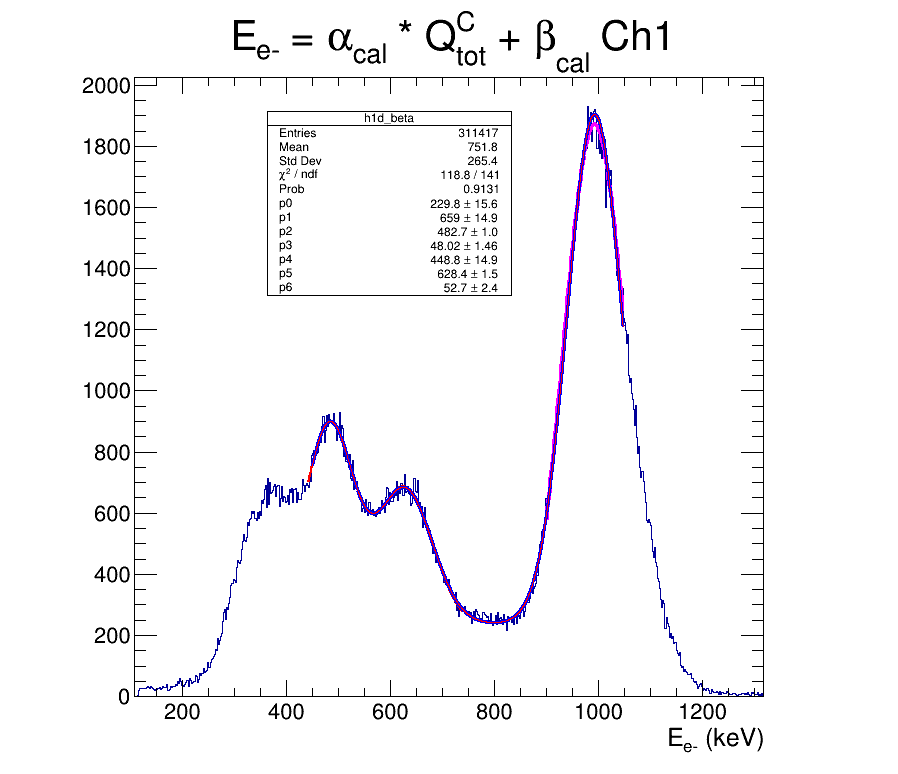 E_e- = α_cal * Q^C_tot + β_cal Ch1
2000
1800
1600
1400
1200
1000
800
600
400
200
0
h1d_beta
Entries 311417
Mean 751.8
Std Dev 265.4
χ² / ndf 118.8 / 141
Prob 0.9131
p0 229.8 ± 15.6
p1 659 ± 14.9
p2 482.7 ± 1.0
p3 48.02 ± 1.46
p4 448.8 ± 14.9
p5 628.4 ± 1.5
p6 52.7 ± 2.4
200 400 600 800 1000 1200
E_e- (keV)